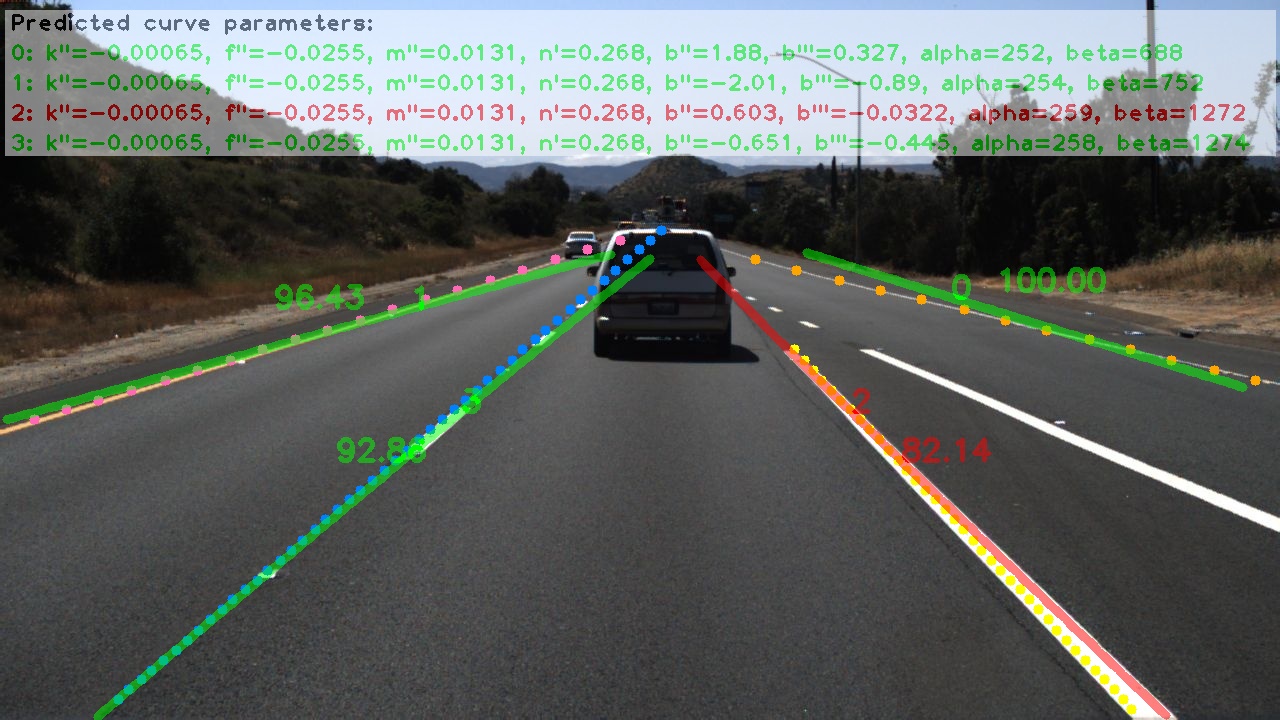 Predicted curve parameters:
0: k''=-0.00065, f''=-0.0255, m''=0.0131, n'=0.268, b''=1.88, b'''=0.327, alpha=252, beta=688
1: k''=-0.00065, f''=-0.0255, m''=0.0131, n'=0.268, b''=-2.01, b'''=-0.89, alpha=254, beta=752
2: k''=-0.00065, f''=-0.0255, m''=0.0131, n'=0.268, b''=0.603, b'''=-0.0322, alpha=259, beta=1272
3: k''=-0.00065, f''=-0.0255, m''=0.0131, n'=0.268, b''=-0.651, b'''=-0.445, alpha=258, beta=1274
0 100.00
96.43 1
2
3
92.86
82.14